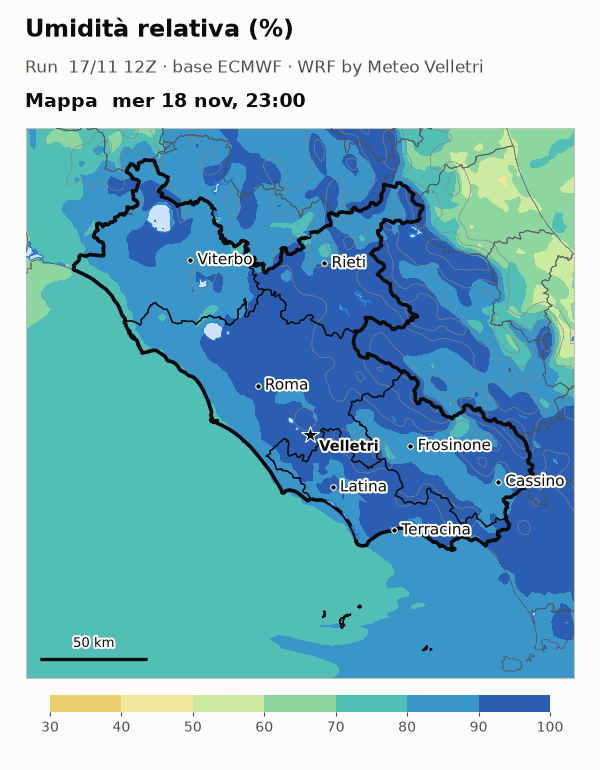 Umidità relativa (%)
Run  17/11 12Z · base ECMWF · WRF by Meteo Velletri
Mappa  mer 18 nov, 23:00
Viterbo
Rieti
Roma
Velletri
Frosinone
Latina
Cassino
Terracina
50 km
30 40 50 60 70 80 90 100